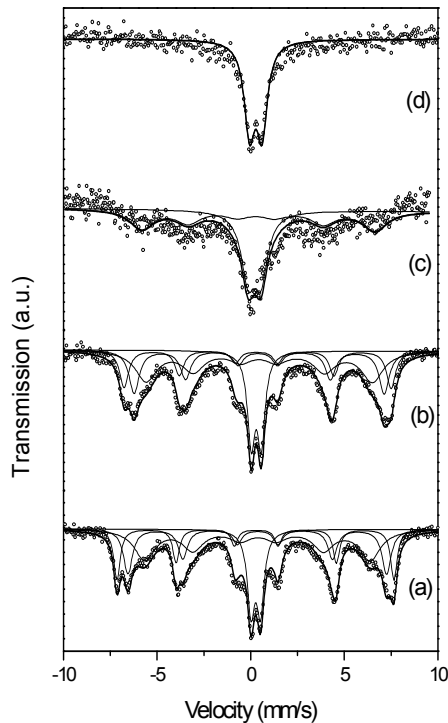 (d)
(c)
(b)
(a)
Transmission (a.u.)
-10 -5 0 5 10
Velocity (mm/s)